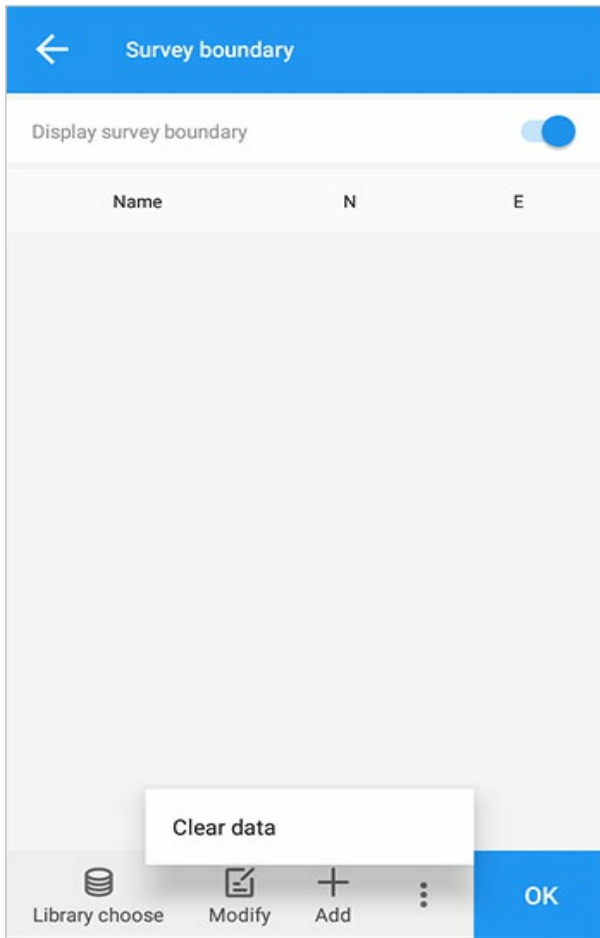 Survey boundary
Display survey boundary
Name N E
Clear data
Library choose Modify Add OK